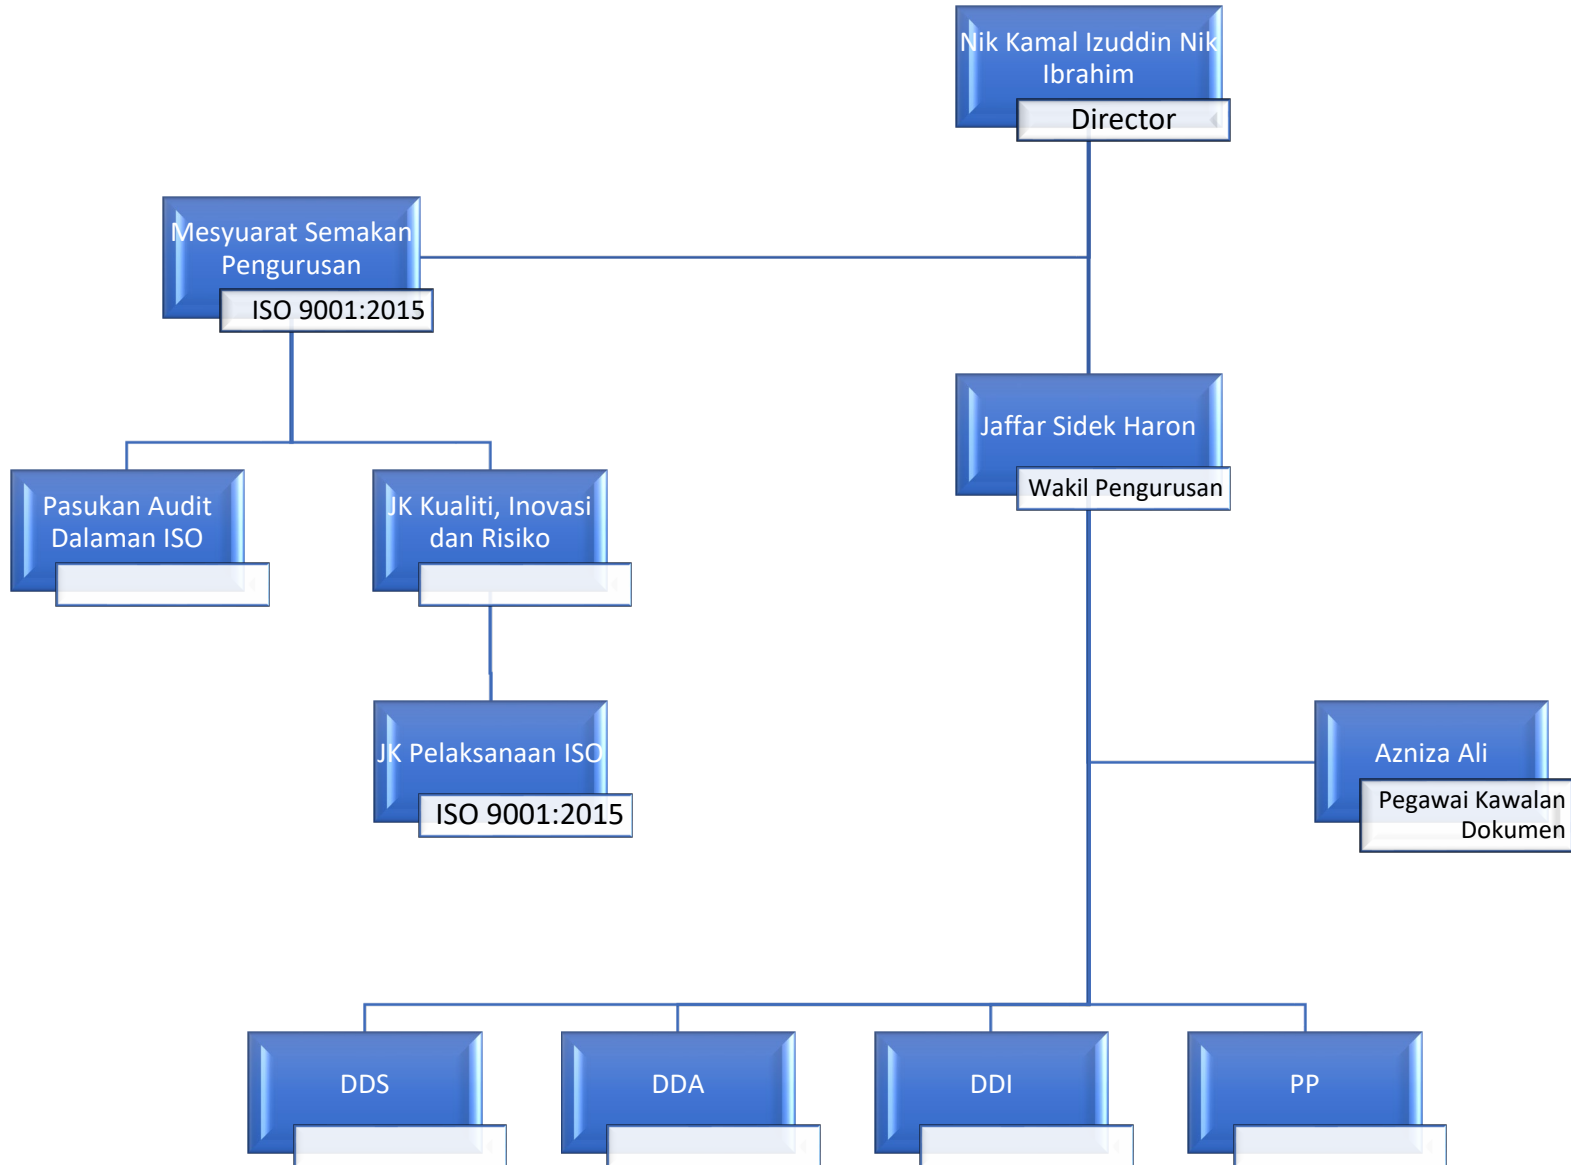 Nik Kamal Izuddin Nik
Ibrahim
Director
Mesyuarat Semakan
Pengurusan
ISO 9001:2015
Jaffar Sidek Haron
Wakil Pengurusan
Pasukan Audit
Dalaman ISO
JK Kualiti, Inovasi
dan Risiko
JK Pelaksanaan ISO
ISO 9001:2015
Azniza Ali
Pegawai Kawalan
Dokumen
DDS
DDA
DDI
PP